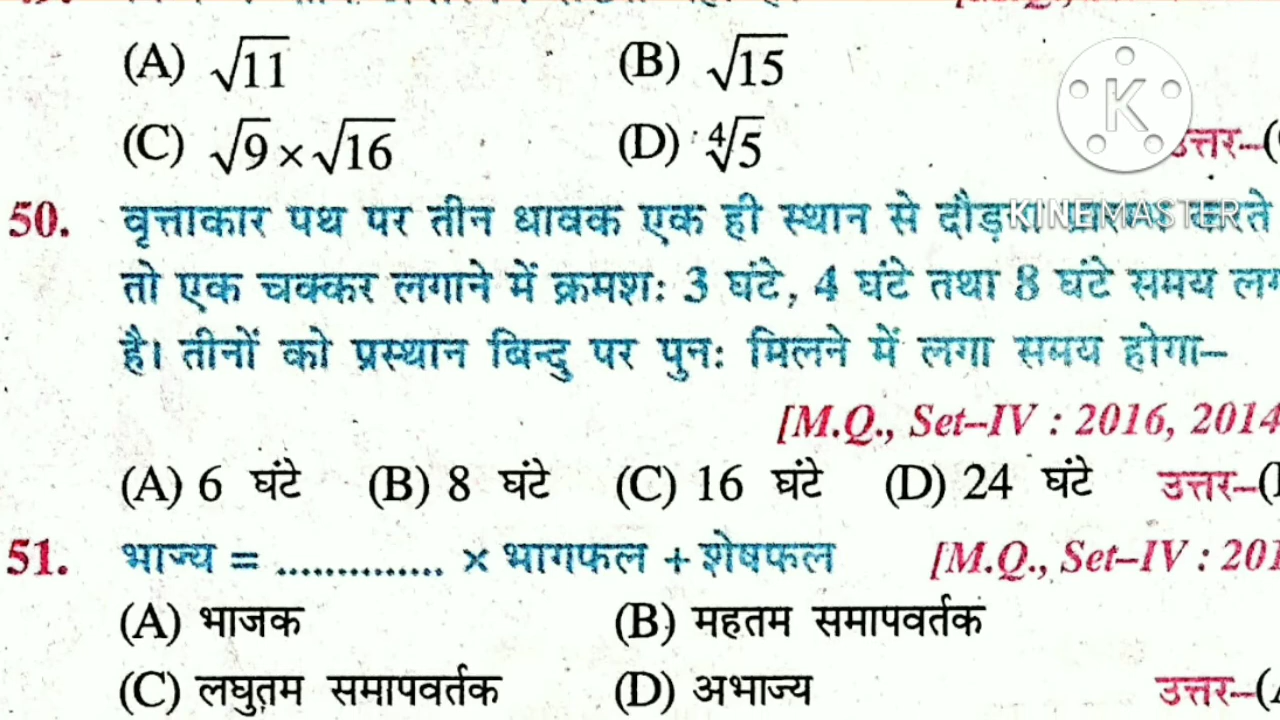 (A) √11 (B) √15
(C) √9 × √16 (D) ∜5 उत्तर–(
50. वृत्ताकार पथ पर तीन धावक एक ही स्थान से करते
तो एक चक्कर लगाने में क्रमशः 3 घंटे, 4 घंटे तथा 8 घंटे समय
है। तीनों को प्रस्थान बिन्दु पर पुनः मिलने में लगा समय होगा–
[M.Q., Set–IV : 2016, 2014
(A) 6 घंटे (B) 8 घंटे (C) 16 घंटे (D) 24 घंटे उत्तर–(
51. भाज्य = .............. × भागफल + शेषफल [M.Q., Set–IV : 201
(A) भाजक (B) महतम समापवर्तक
(C) लघुतम समापवर्तक (D) अभाज्य उत्तर–(A
K
KINEMASTER